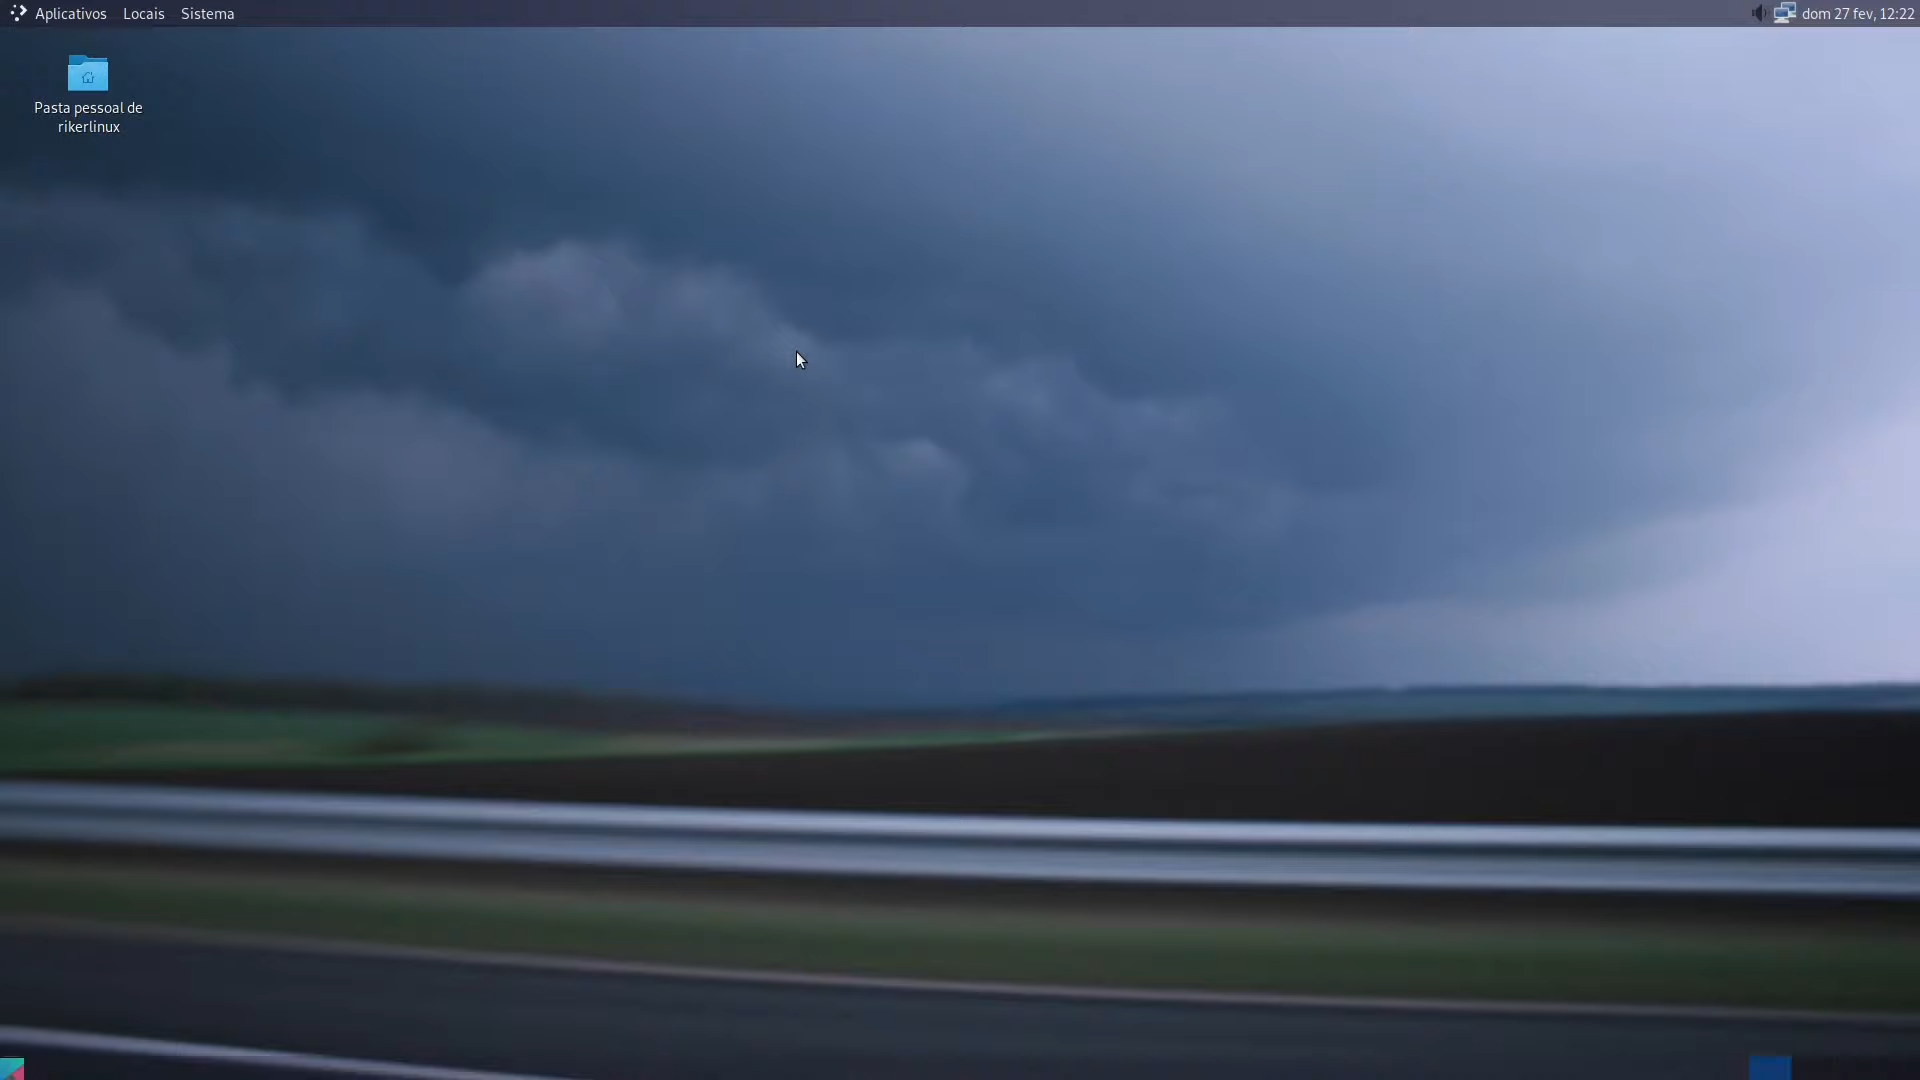 Aplicativos Locais Sistema dom 27 fev, 12:22
Pasta pessoal de
rikerlinux